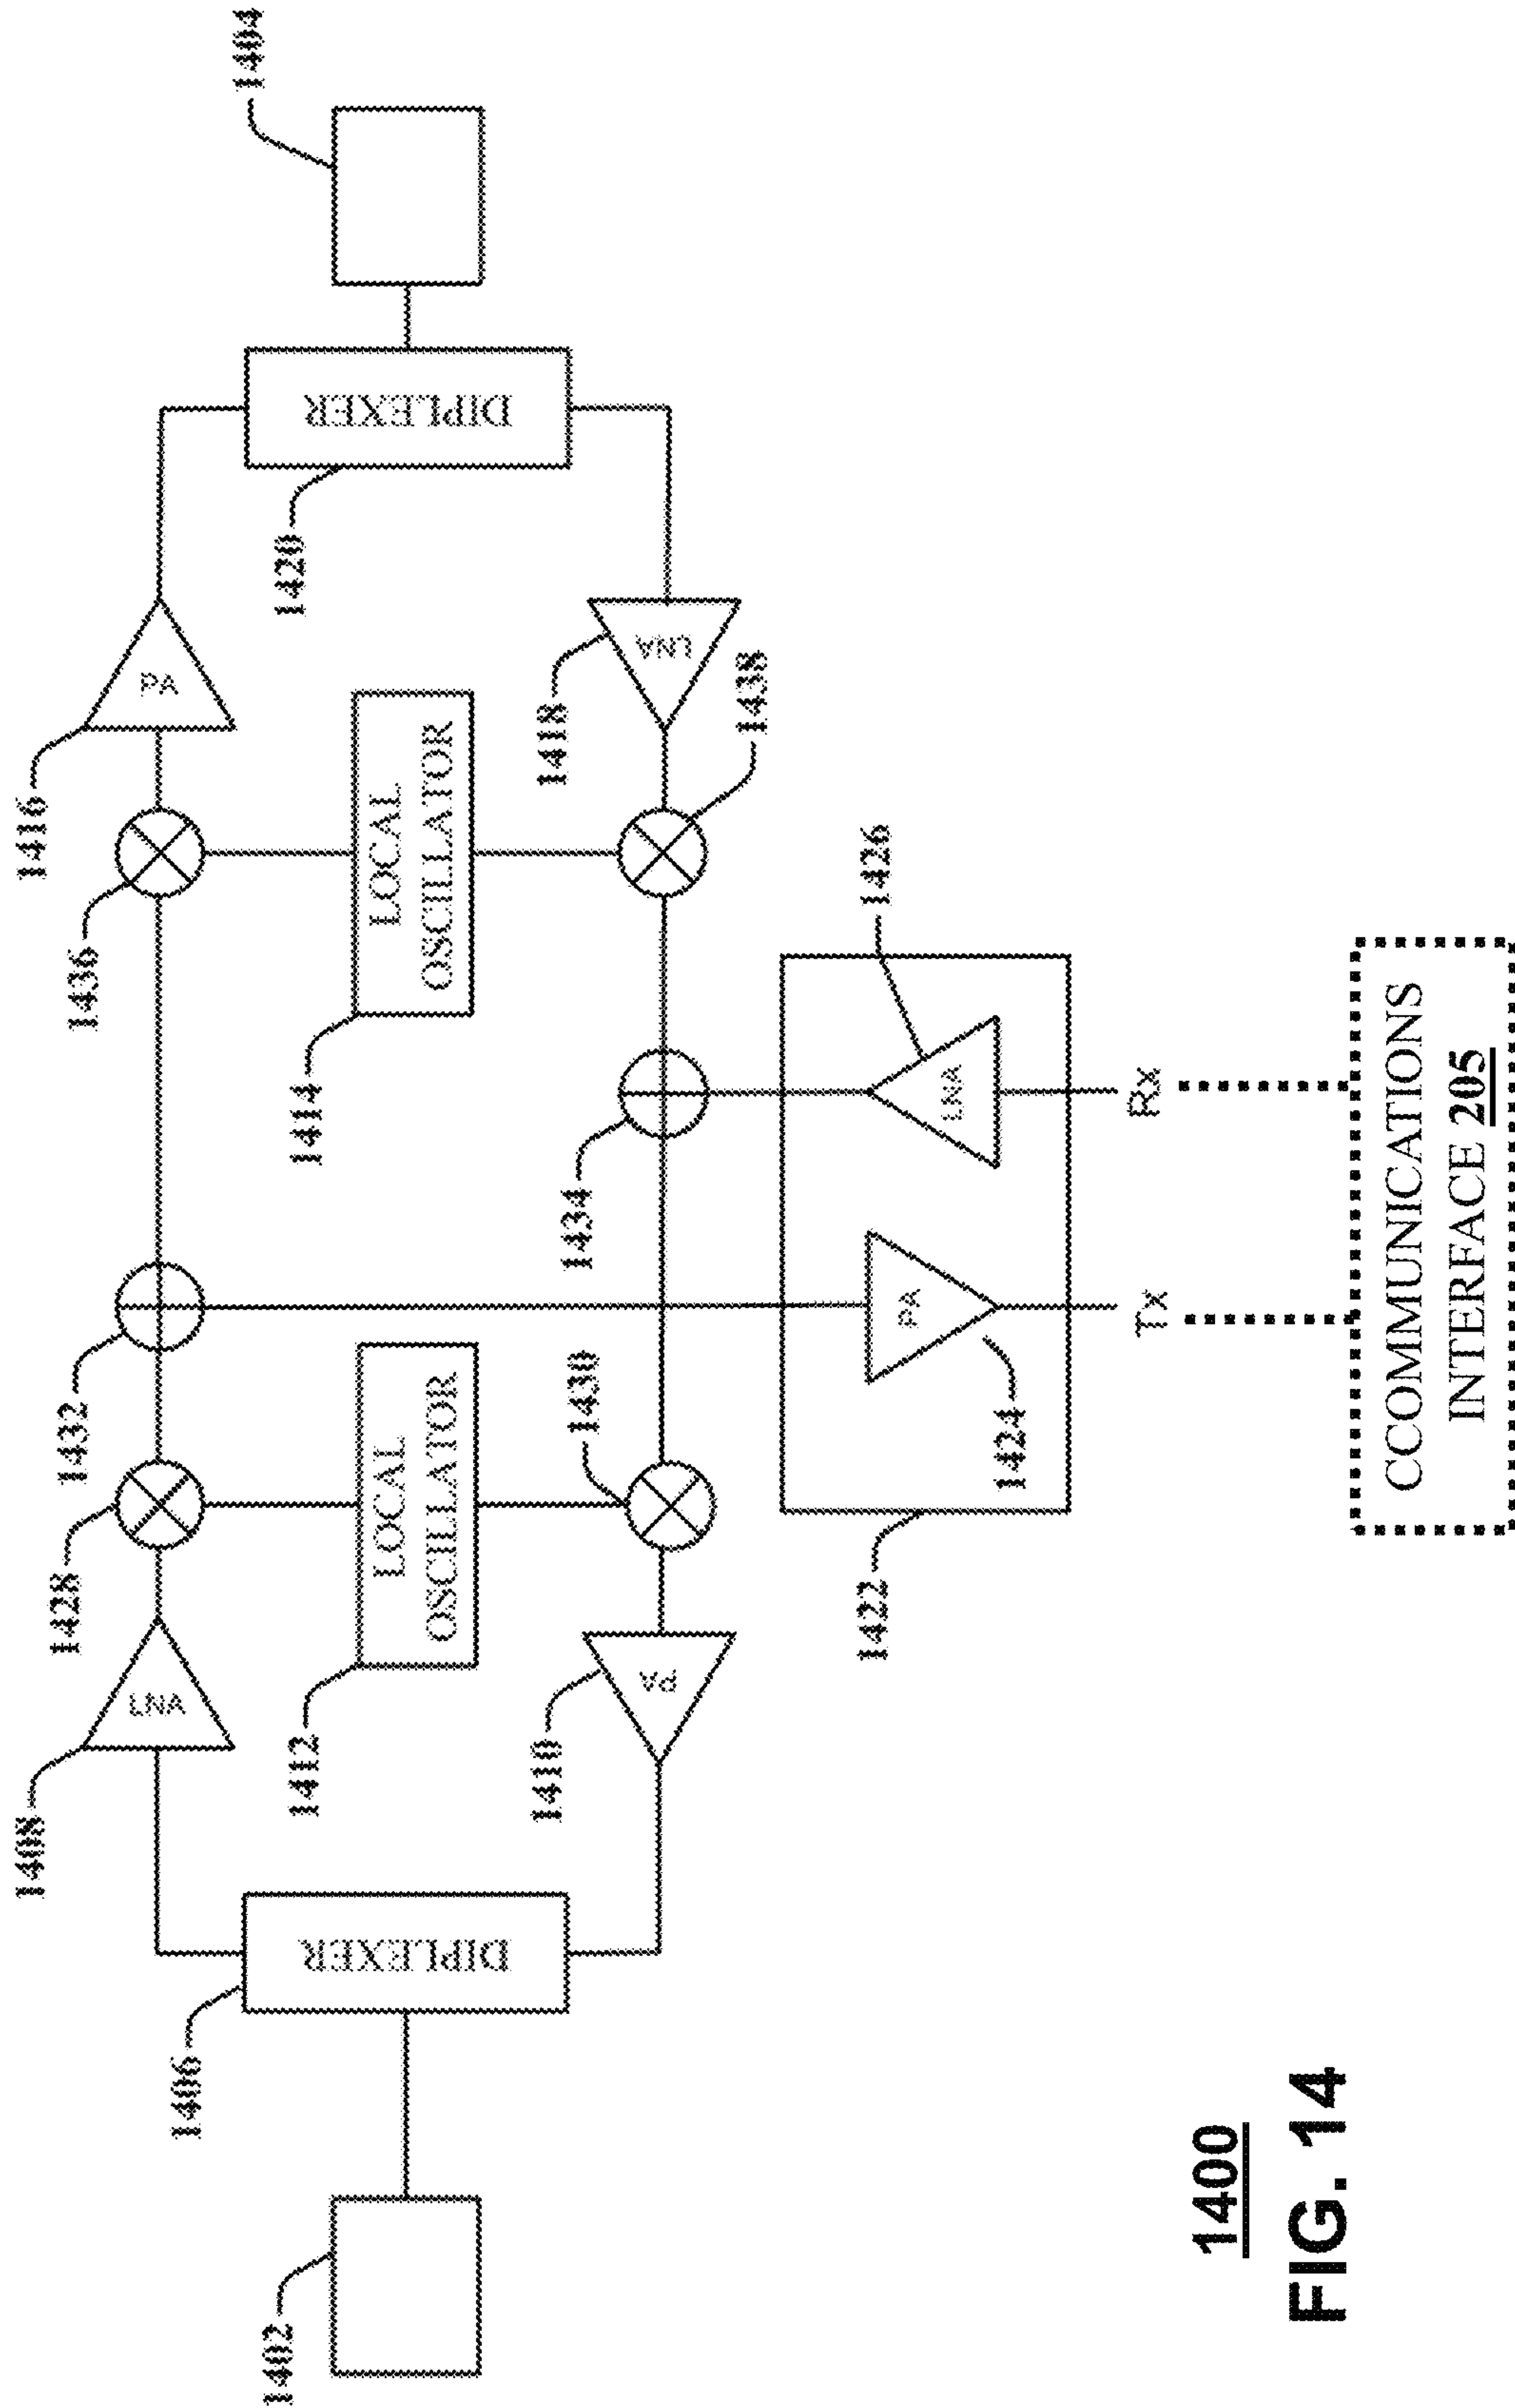 1404
1416
PA
1436
1420
DIPLEXER
LOCAL
OSCILLATOR
1414
1418
LNA
1438
1432
1434
1426
LNA
Rx
1428
LOCAL
OSCILLATOR
1412
1430
PA
1424
Tx
CCOMMUNICATIONS
INTERFACE 205
1408
LNA
1410
PA
1422
1406
DIPLEXER
1402
1400
FIG. 14